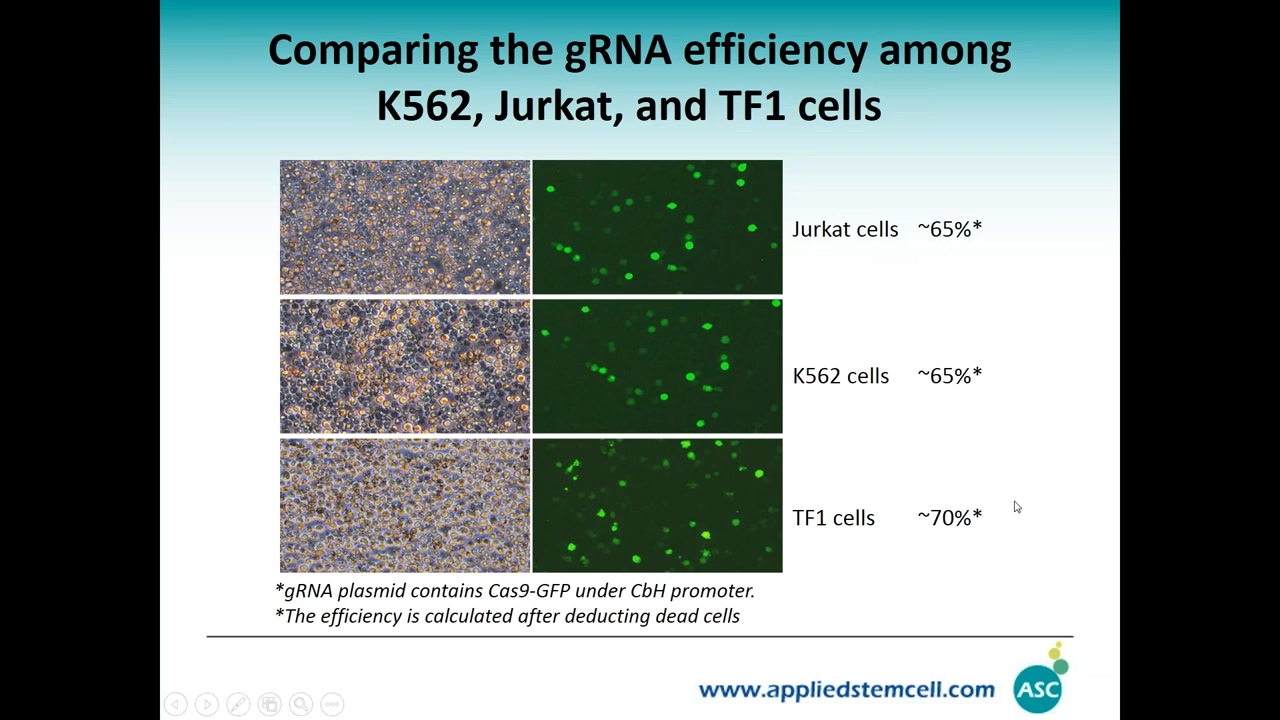 Comparing the gRNA efficiency among
K562, Jurkat, and TF1 cells
Jurkat cells ~65%*
K562 cells ~65%*
TF1 cells ~70%*
*gRNA plasmid contains Cas9-GFP under CbH promoter.
*The efficiency is calculated after deducting dead cells
www.appliedstemcell.com
ASC